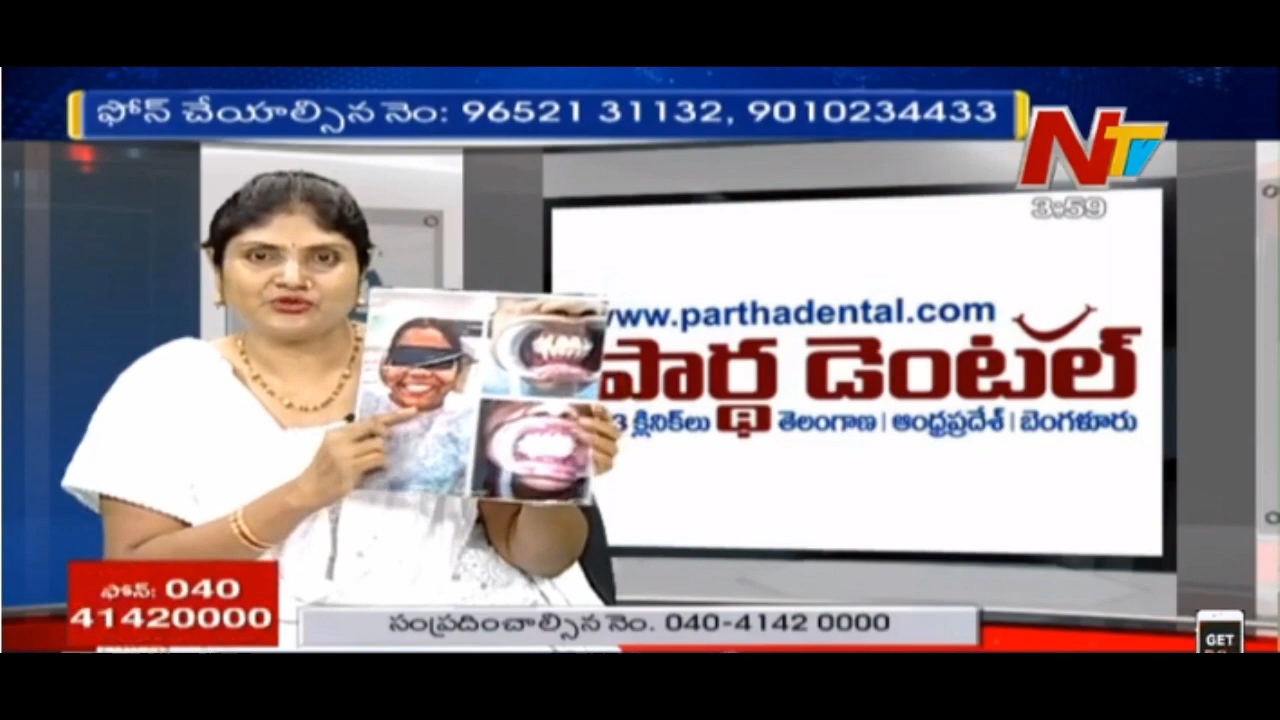 ఫోన్ చేయాల్సిన నెం: 96521 31132, 9010234433
NTV
3:59
www.parthadental.com
పార్థ డెంటల్
3 క్లినిక్‌లు తెలంగాణ | ఆంధ్రప్రదేశ్ | బెంగళూరు
ఫోన్: 040
41420000
సంప్రదించాల్సిన నెం. 040-4142 0000
GET